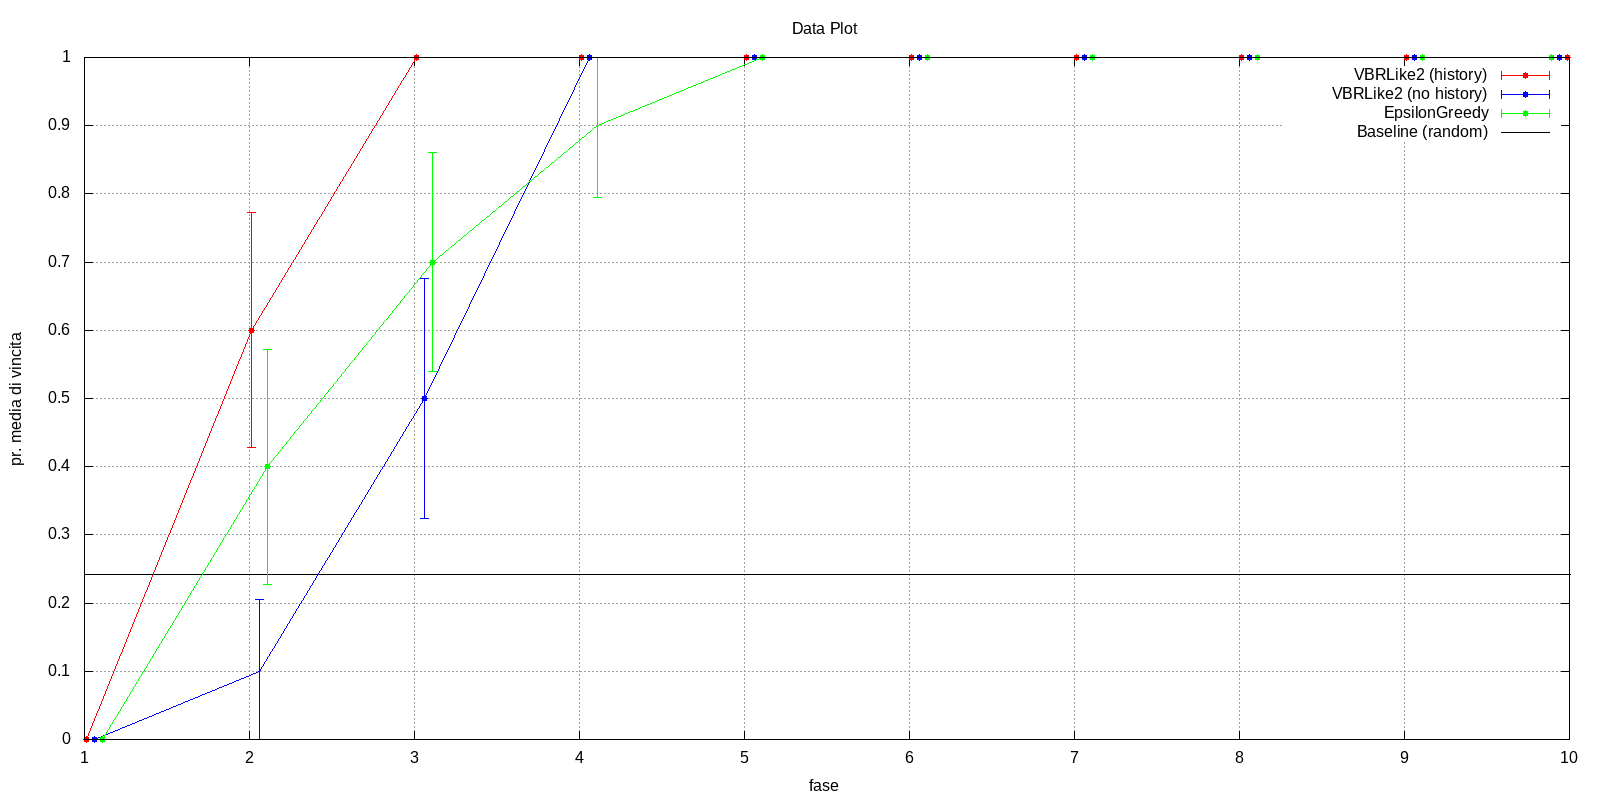 Data Plot
1
0.9
0.8
0.7
0.6
0.5
0.4
0.3
0.2
0.1
0
pr. media di vincita
VBRLike2 (history)
VBRLike2 (no history)
EpsilonGreedy
Baseline (random)
1 2 3 4 5 6 7 8 9 10
fase